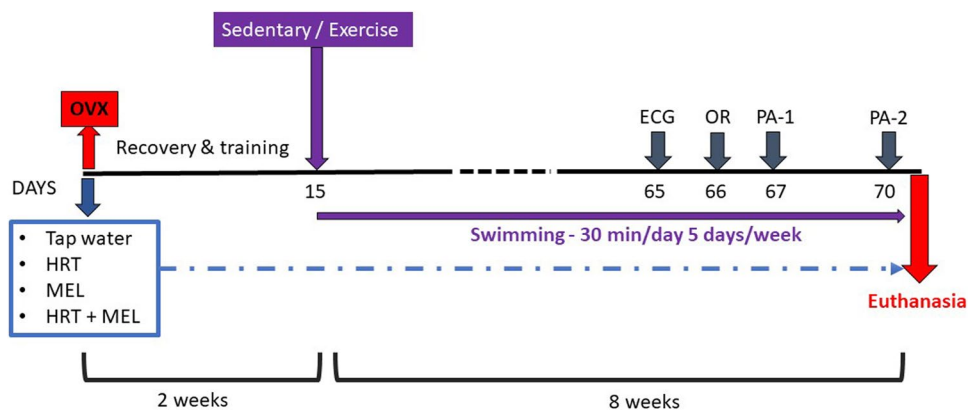 Sedentary / Exercise
OVX
Recovery & training
ECG
OR
PA-1
PA-2
DAYS
15
65
66
67
70
• Tap water
• HRT
• MEL
• HRT + MEL
Swimming - 30 min/day 5 days/week
Euthanasia
2 weeks
8 weeks